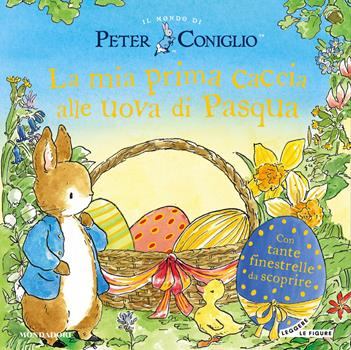 IL MONDO DI
PETER CONIGLIO™
La mia prima caccia
alle uova di Pasqua
Con
tante
finestrelle
da scoprire
LEGGERE
LE FIGURE
MONDADORI